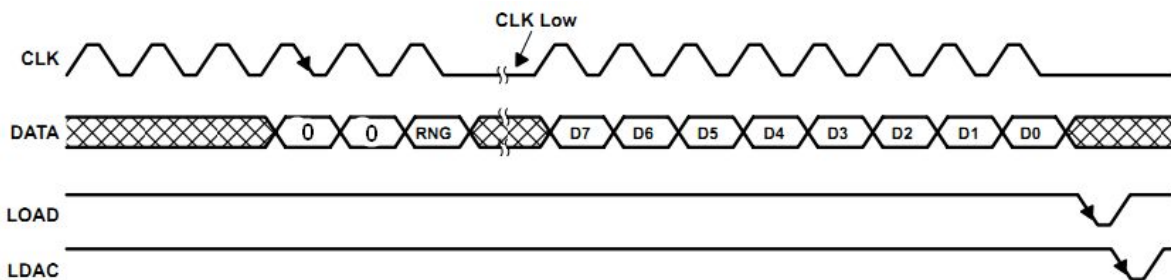 CLK Low
CLK
DATA 0 0 RNG D7 D6 D5 D4 D3 D2 D1 D0
LOAD
LDAC